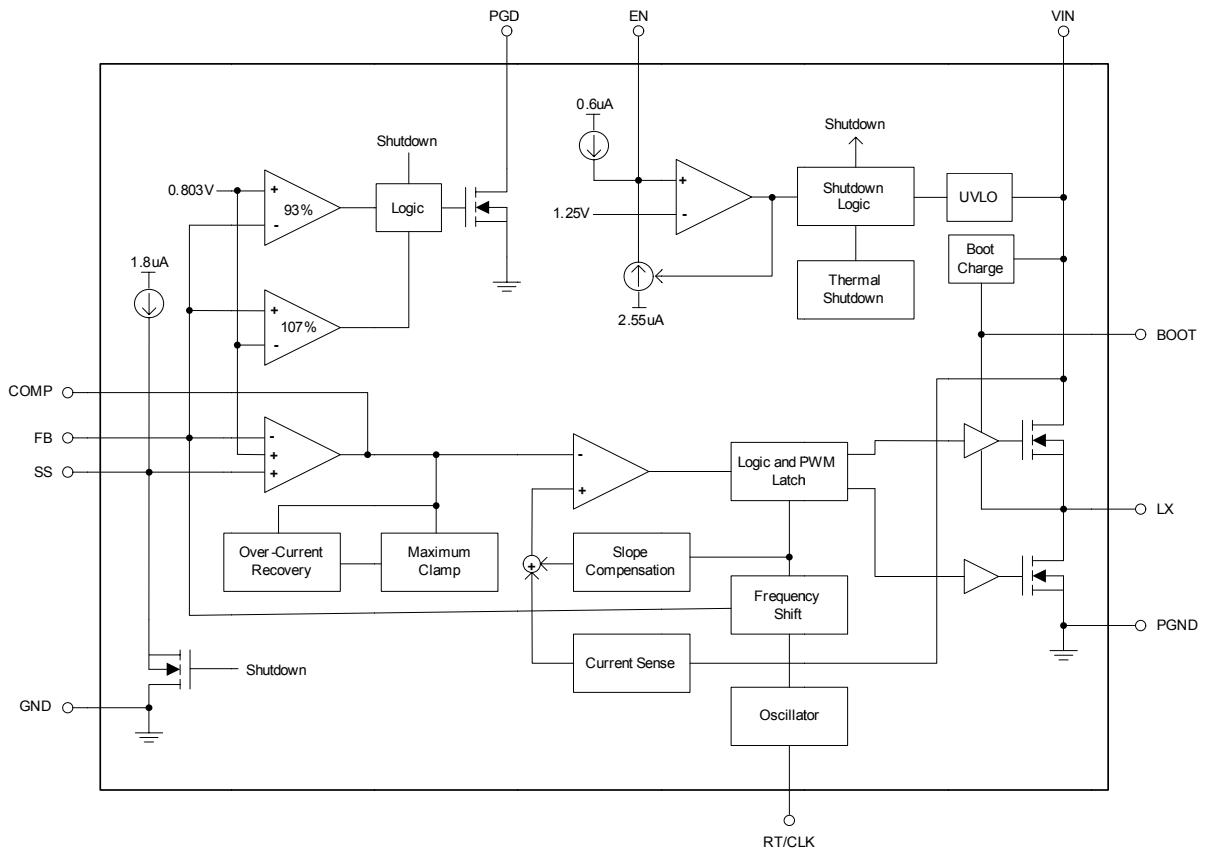 PGD
EN
VIN
0.6uA
Shutdown
Shutdown
0.803V
+
93%
-
Logic
+
-
1.25V
Shutdown
Logic
UVLO
1.8uA
Boot
Charge
Thermal
Shutdown
+
107%
-
2.55uA
BOOT
COMP
FB
SS
-
+
+
-
+
Logic and PWM
Latch
LX
Over-Current
Recovery
Maximum
Clamp
+
Slope
Compensation
Frequency
Shift
PGND
Shutdown
Current Sense
GND
Oscillator
RT/CLK